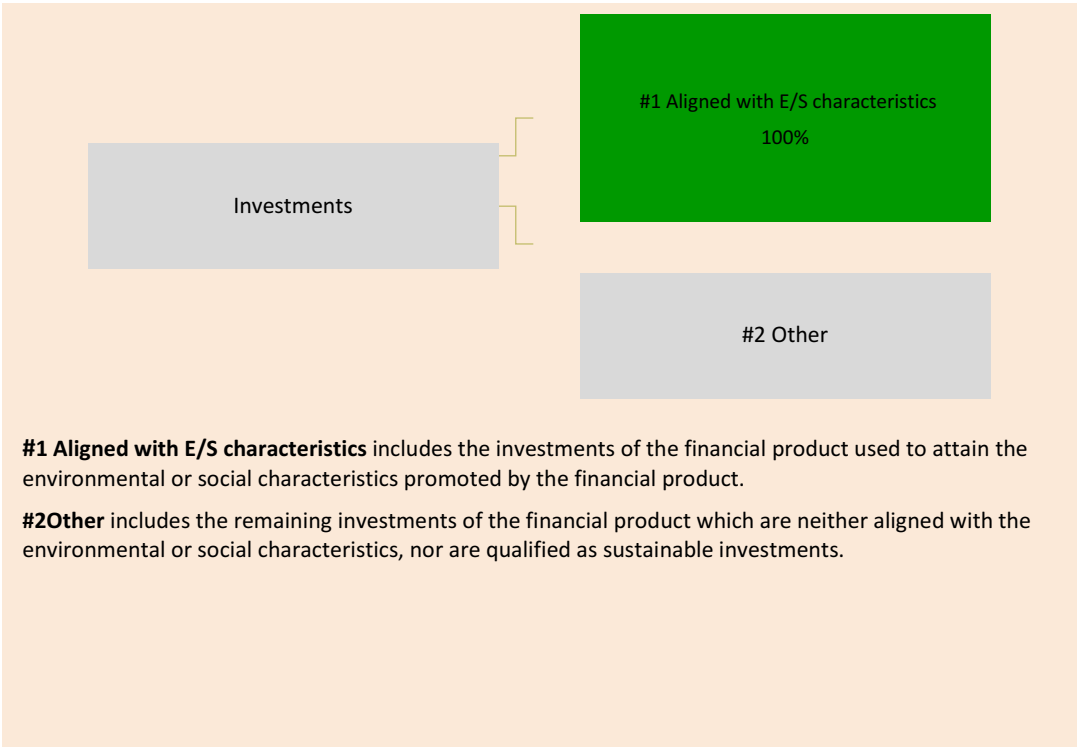 #1 Aligned with E/S characteristics
100%
Investments
#2 Other
#1 Aligned with E/S characteristics includes the investments of the financial product used to attain the
environmental or social characteristics promoted by the financial product.
#2Other includes the remaining investments of the financial product which are neither aligned with the
environmental or social characteristics, nor are qualified as sustainable investments.